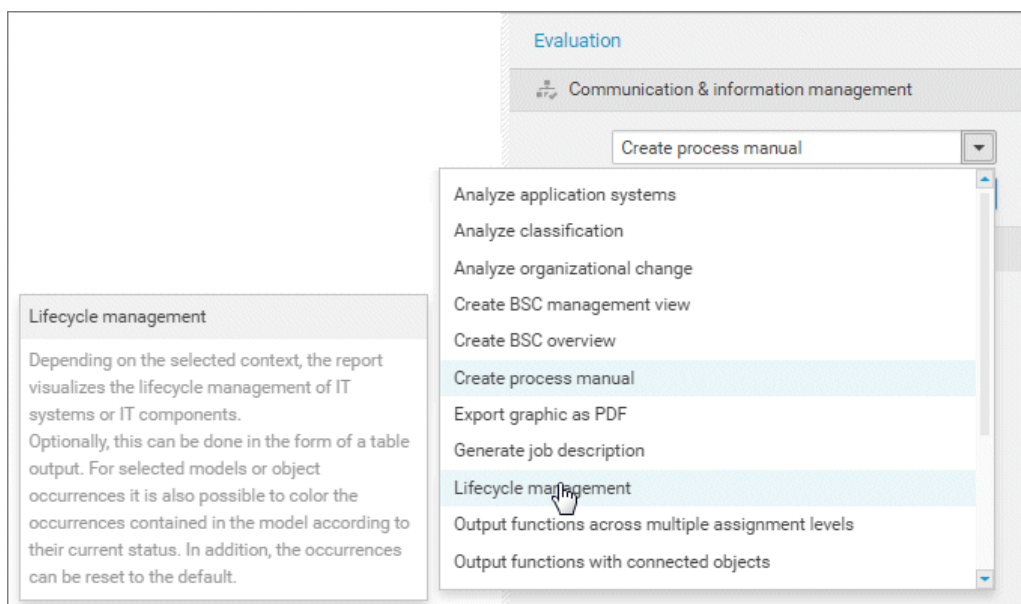 Evaluation
Communication & information management
Create process manual
Analyze application systems
Analyze classification
Analyze organizational change
Create BSC management view
Create BSC overview
Create process manual
Export graphic as PDF
Generate job description
Lifecycle management
Output functions across multiple assignment levels
Output functions with connected objects
Lifecycle management
Depending on the selected context, the report
visualizes the lifecycle management of IT
systems or IT components.
Optionally, this can be done in the form of a table
output. For selected models or object
occurrences it is also possible to color the
occurrences contained in the model according to
their current status. In addition, the occurrences
can be reset to the default.